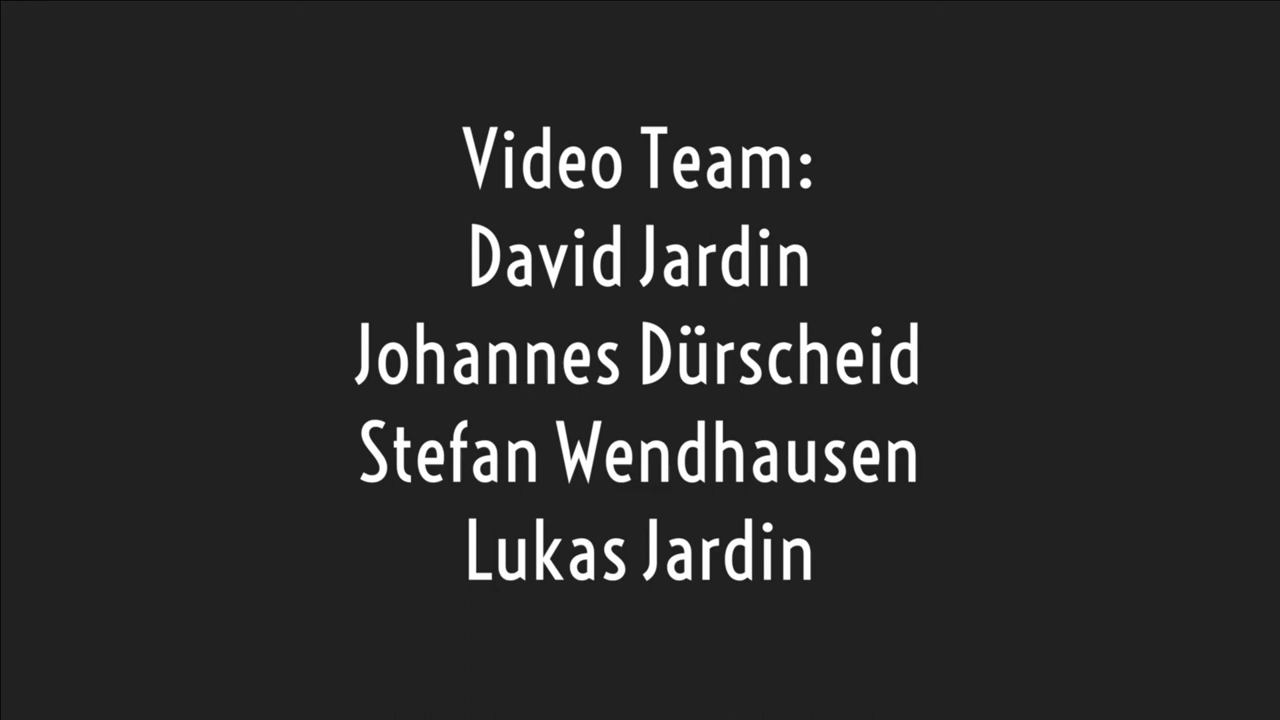 Video Team:
David Jardin
Johannes Dürscheid
Stefan Wendhausen
Lukas Jardin